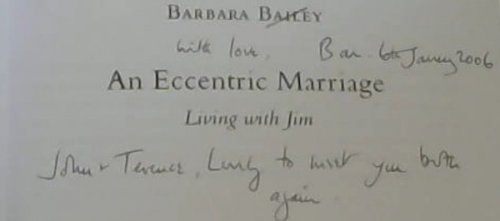 BARBARA BAILEY
with love, Bar. 6th January 2006
An Eccentric Marriage
Living with Jim
John + Terence, Lovely to meet you both
again.